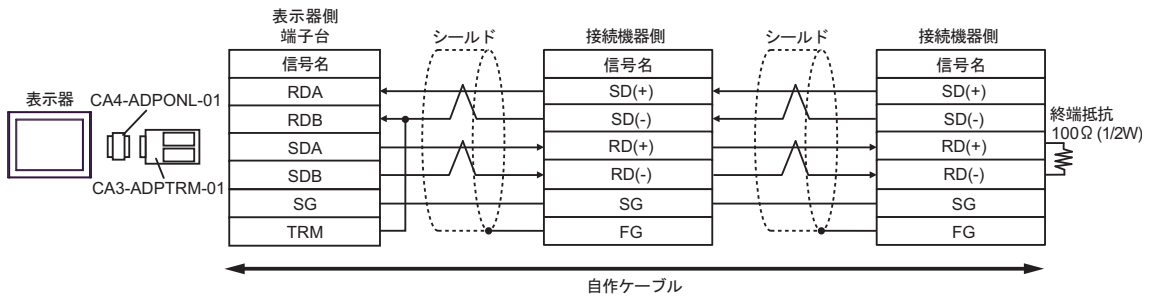 表示器
CA4-ADPONL-01
CA3-ADPTRM-01
表示器側
端子台
信号名
RDA
RDB
SDA
SDB
SG
TRM
シールド
接続機器側
信号名
SD(+)
SD(-)
RD(+)
RD(-)
SG
FG
シールド
接続機器側
信号名
SD(+)
SD(-)
RD(+)
RD(-)
SG
FG
終端抵抗
100Ω (1/2W)
自作ケーブル